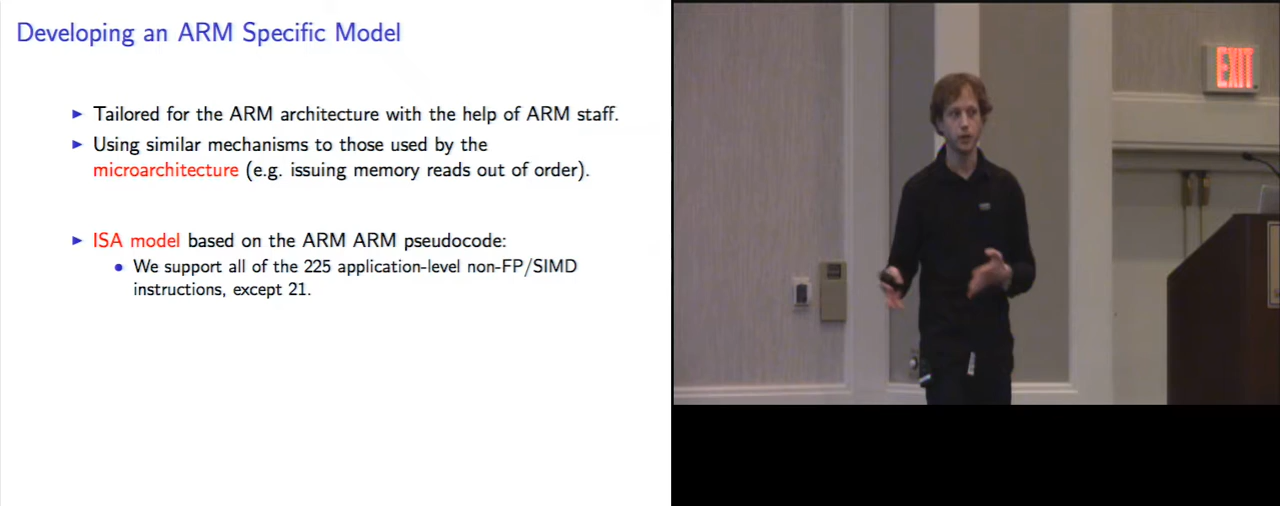 Developing an ARM Specific Model
▶ Tailored for the ARM architecture with the help of ARM staff.
▶ Using similar mechanisms to those used by the
microarchitecture (e.g. issuing memory reads out of order).
▶ ISA model based on the ARM ARM pseudocode:
• We support all of the 225 application-level non-FP/SIMD
instructions, except 21.
EXIT